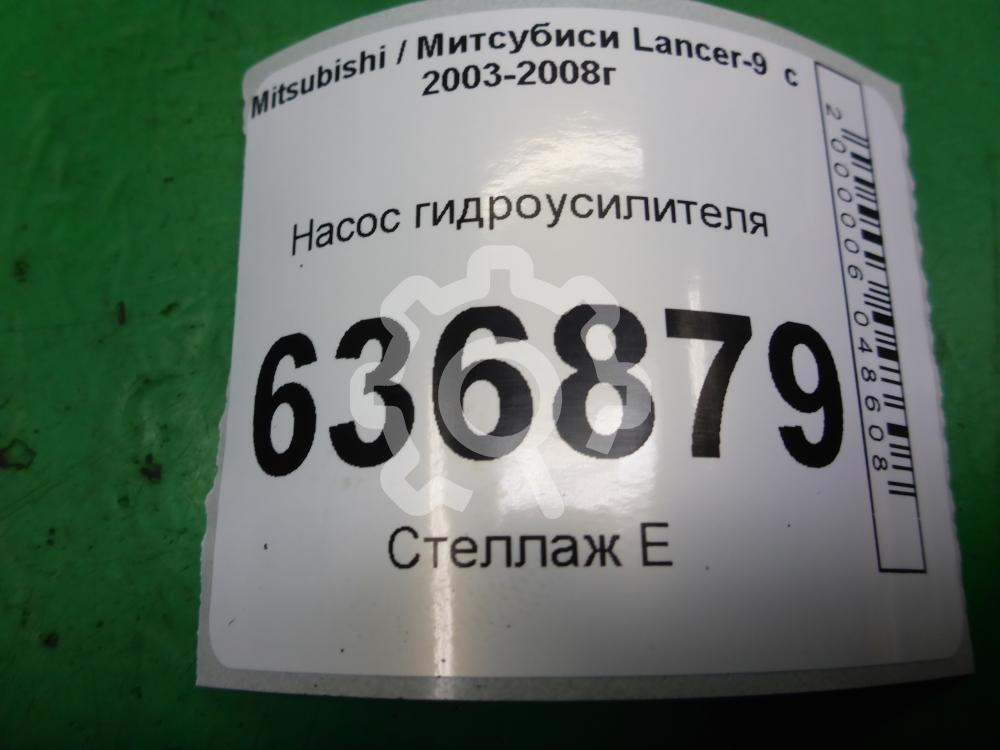 Mitsubishi / Митсубиси Lancer-9 с
2003-2008г
Насос гидроусилителя
636879
Стеллаж Е
2000006048608